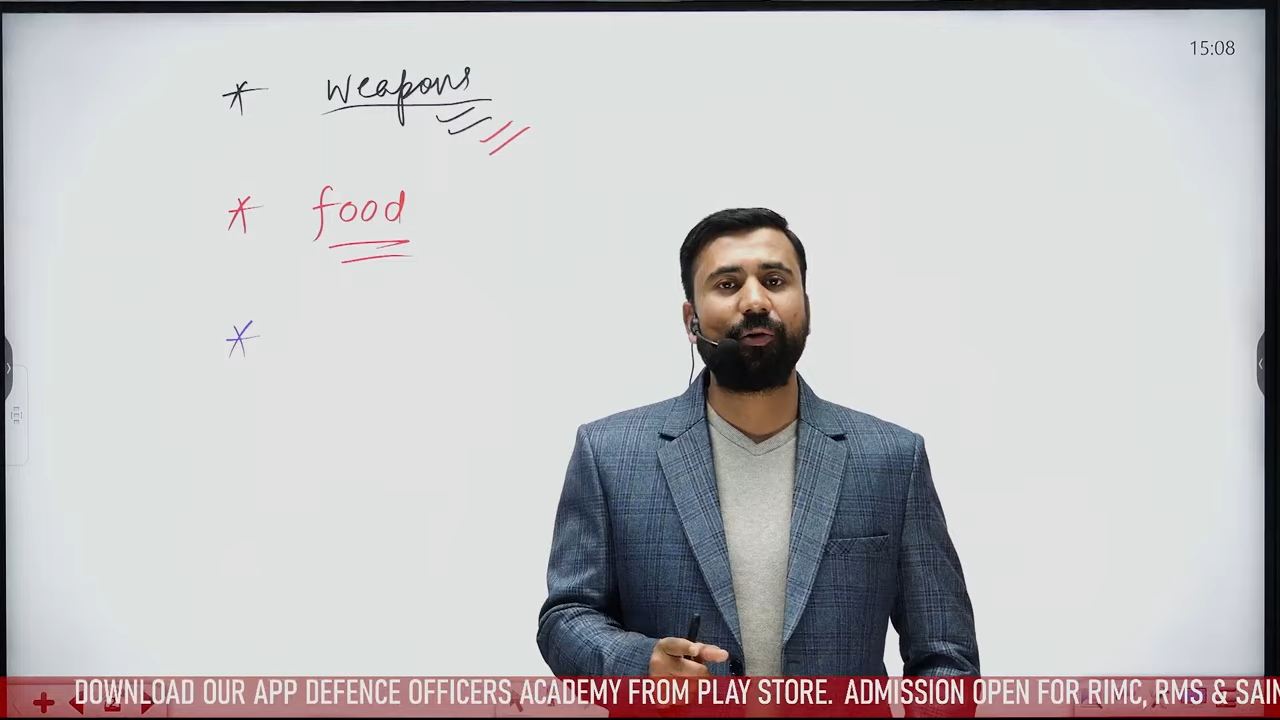 15:08
* weapons
* food
*
DOWNLOAD OUR APP DEFENCE OFFICERS ACADEMY FROM PLAY STORE. ADMISSION OPEN FOR RIMC, RMS & SAIN